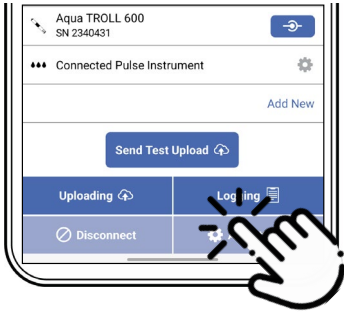 Aqua TROLL 600
SN 2340431
Connected Pulse Instrument
Add New
Send Test Upload
Uploading
Logging
Disconnect